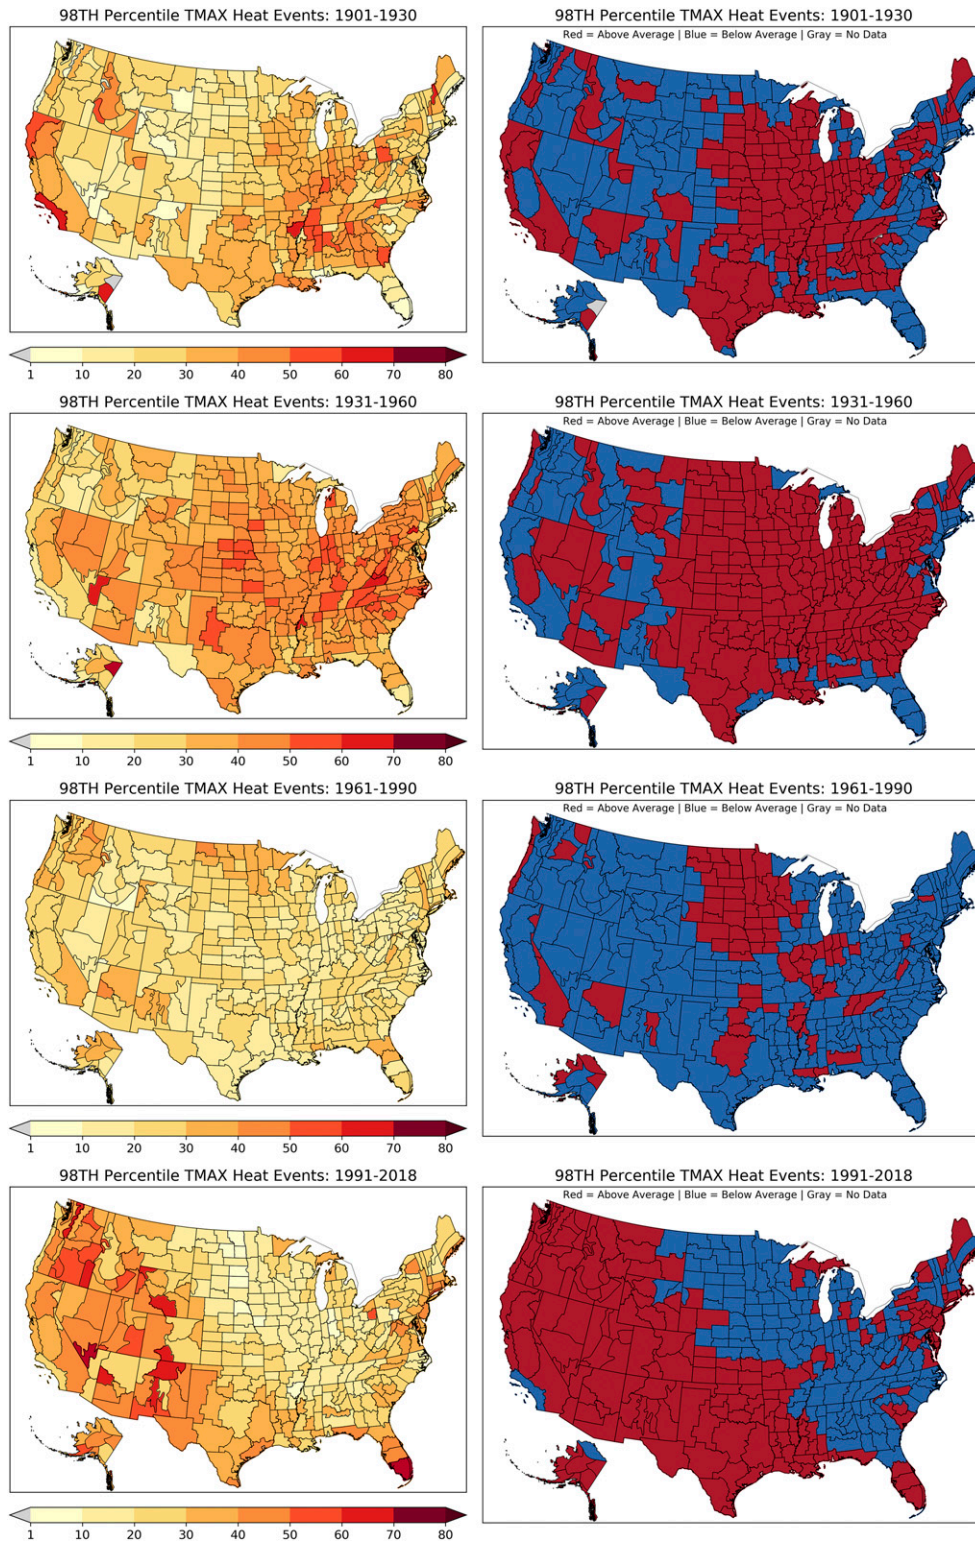 98TH Percentile TMAX Heat Events: 1901-1930
98TH Percentile TMAX Heat Events: 1901-1930
Red = Above Average | Blue = Below Average | Gray = No Data
1 10 20 30 40 50 60 70 80
98TH Percentile TMAX Heat Events: 1931-1960
98TH Percentile TMAX Heat Events: 1931-1960
Red = Above Average | Blue = Below Average | Gray = No Data
1 10 20 30 40 50 60 70 80
98TH Percentile TMAX Heat Events: 1961-1990
98TH Percentile TMAX Heat Events: 1961-1990
Red = Above Average | Blue = Below Average | Gray = No Data
1 10 20 30 40 50 60 70 80
98TH Percentile TMAX Heat Events: 1991-2018
98TH Percentile TMAX Heat Events: 1991-2018
Red = Above Average | Blue = Below Average | Gray = No Data
1 10 20 30 40 50 60 70 80